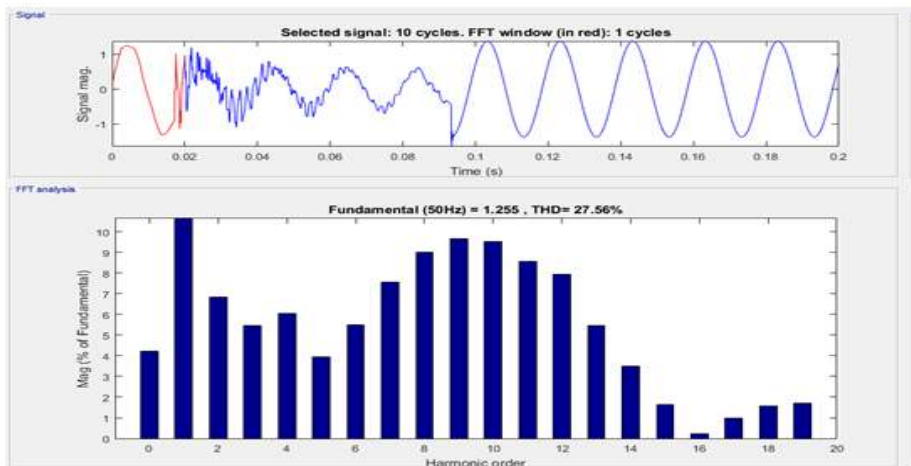 Signal
Selected signal: 10 cycles. FFT window (in red): 1 cycles
Signal mag.
1
0
-1
0 0.02 0.04 0.06 0.08 0.1 0.12 0.14 0.16 0.18 0.2
Time (s)
FFT analysis
Fundamental (50Hz) = 1.255 , THD= 27.56%
Mag (% of Fundamental)
10
9
8
7
6
5
4
3
2
1
0
0 2 4 6 8 10 12 14 16 18 20
Harmonic order